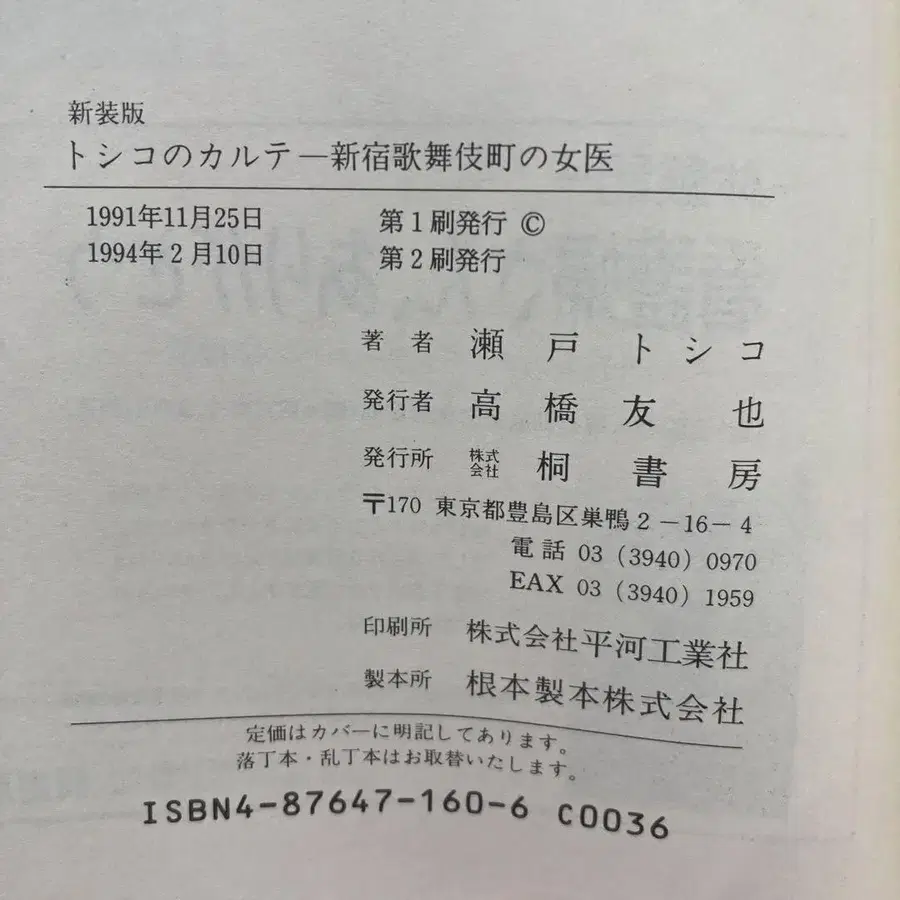 新装版
トシコのカルテ―新宿歌舞伎町の女医
1991年11月25日 第1刷発行 ©
1994年2月10日 第2刷発行
著者 瀬戸トシコ
発行者 高橋友也
発行所 株式会社 桐書房
〒170 東京都豊島区巣鴨2-16-4
電話 03 (3940) 0970
EAX 03 (3940) 1959
印刷所 株式会社平河工業社
製本所 根本製本株式会社
定価はカバーに明記してあります。
落丁本・乱丁本はお取替いたします。
ISBN4-87647-160-6 C0036